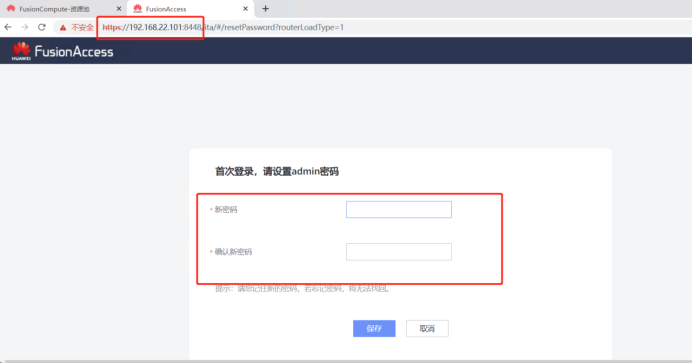 FusionCompute-资源池
FusionAccess
不安全 https://192.168.22.101:8448/ita/#/resetPassword?routerLoadType=1
HUAWEI FusionAccess
首次登录，请设置admin密码
* 新密码
* 确认新密码
提示：请您记住新的密码，若忘记密码，将无法找回。
保存 取消